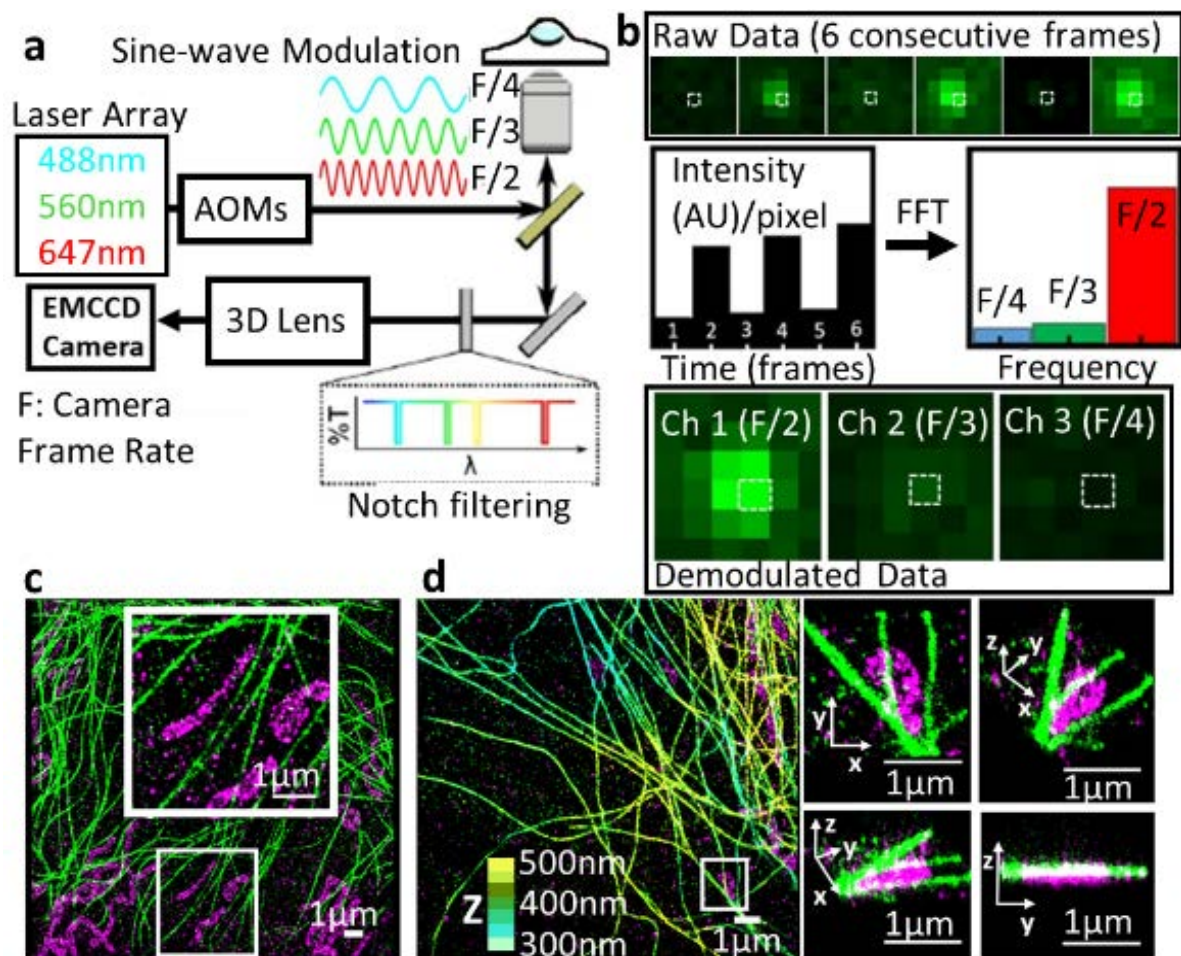 a
Sine-wave Modulation
Laser Array
488nm
560nm
647nm
AOMs
F/4
F/3
F/2
EMCCD
Camera
3D Lens
F: Camera
Frame Rate
% T
λ
Notch filtering
b
Raw Data (6 consecutive frames)
Intensity
(AU)/pixel
1 2 3 4 5 6
Time (frames)
FFT
F/4
F/3
F/2
Frequency
Ch 1 (F/2)
Ch 2 (F/3)
Ch 3 (F/4)
Demodulated Data
c
1μm
1μm
d
Z
500nm
400nm
300nm
1μm
y
x
1μm
z
y
x
1μm
z
y
x
1μm
z
y
1μm